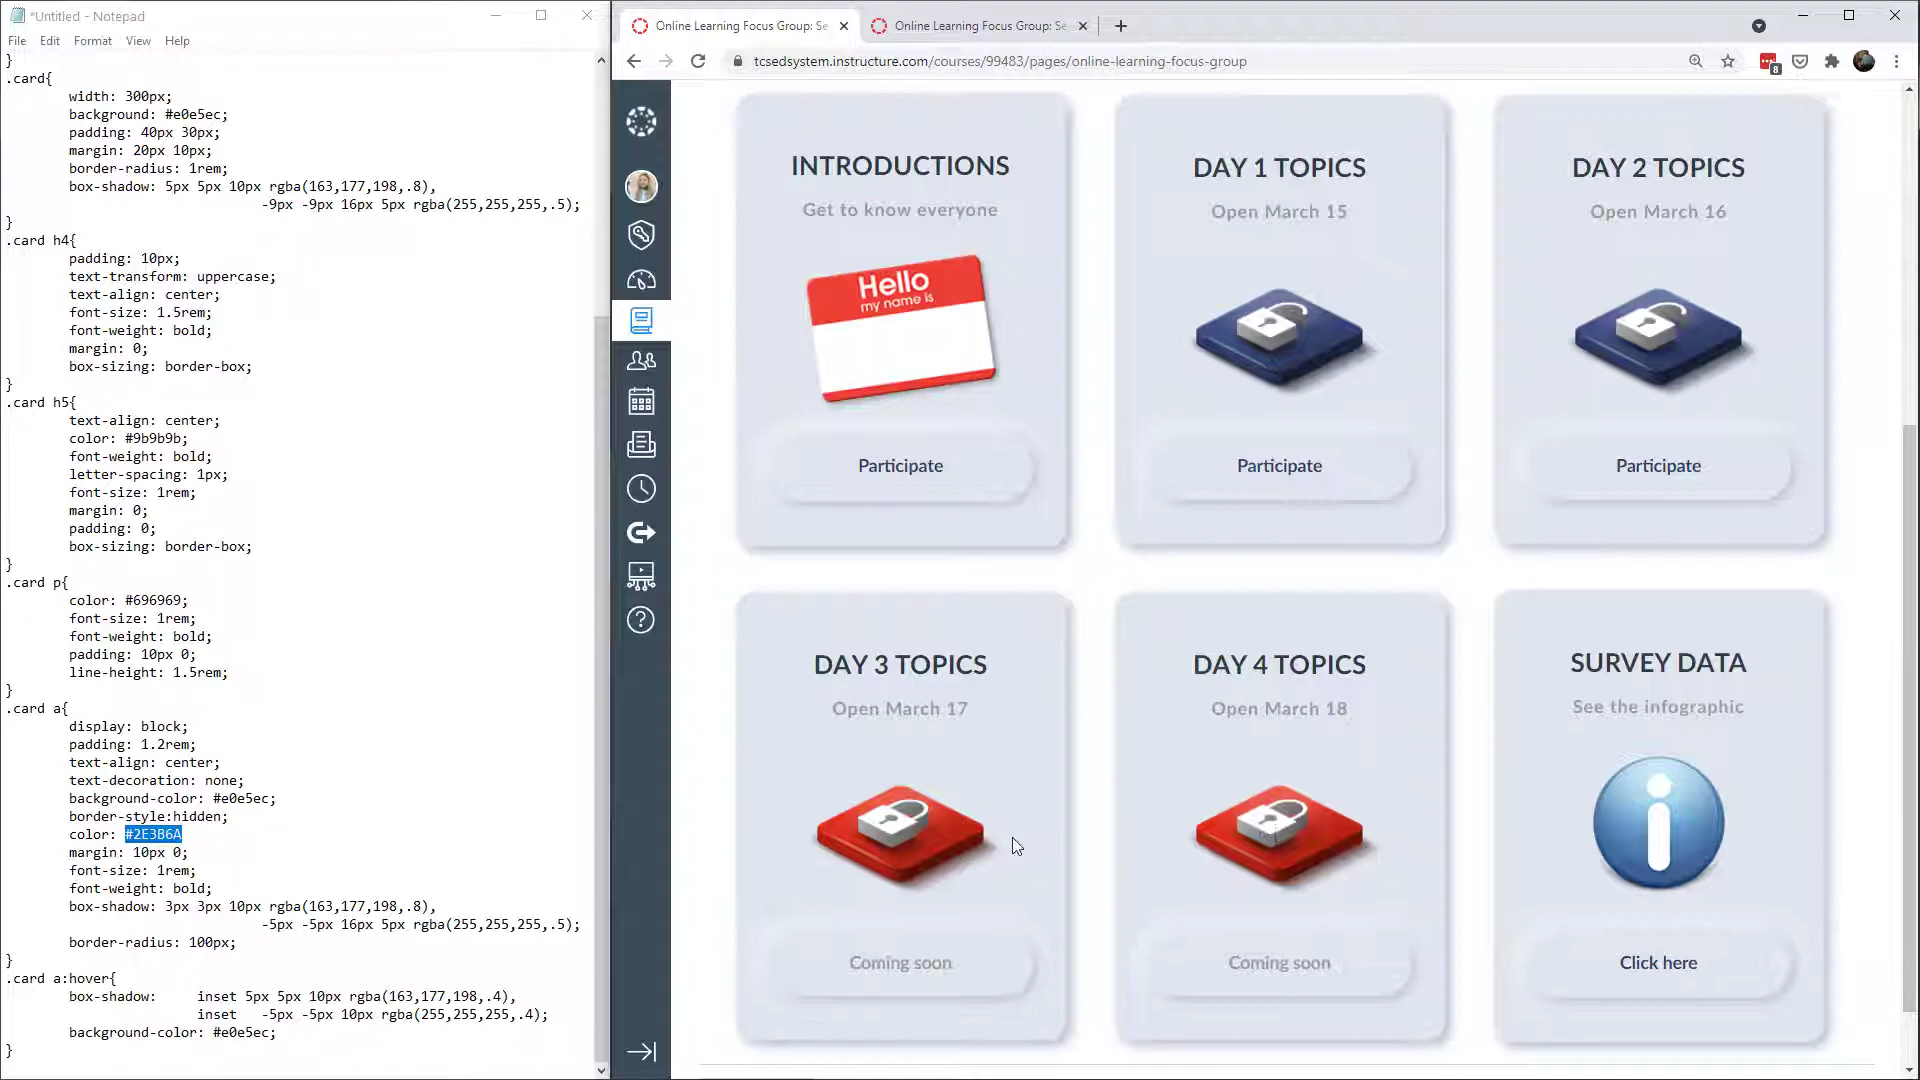 *Untitled - Notepad
File Edit Format View Help
}
.card{
width: 300px;
background: #e0e5ec;
padding: 40px 30px;
margin: 20px 10px;
border-radius: 1rem;
box-shadow: 5px 5px 10px rgba(163,177,198,.8),
-9px -9px 16px 5px rgba(255,255,255,.5);
}
.card h4{
padding: 10px;
text-transform: uppercase;
text-align: center;
font-size: 1.5rem;
font-weight: bold;
margin: 0;
box-sizing: border-box;
}
.card h5{
text-align: center;
color: #9b9b9b;
font-weight: bold;
letter-spacing: 1px;
font-size: 1rem;
margin: 0;
padding: 0;
box-sizing: border-box;
}
.card p{
color: #696969;
font-size: 1rem;
font-weight: bold;
padding: 10px 0;
line-height: 1.5rem;
}
.card a{
display: block;
padding: 1.2rem;
text-align: center;
text-decoration: none;
background-color: #e0e5ec;
border-style:hidden;
color: #2E3B6A
margin: 10px 0;
font-size: 1rem;
font-weight: bold;
box-shadow: 3px 3px 10px rgba(163,177,198,.8),
-5px -5px 16px 5px rgba(255,255,255,.5);
border-radius: 100px;
}
.card a:hover{
box-shadow: inset 5px 5px 10px rgba(163,177,198,.4),
inset -5px -5px 10px rgba(255,255,255,.4);
background-color: #e0e5ec;
}
Online Learning Focus Group: Se
Online Learning Focus Group: Se
tcsedsystem.instructure.com/courses/99483/pages/online-learning-focus-group
8
INTRODUCTIONS
Get to know everyone
Hello
my name is
Participate
DAY 1 TOPICS
Open March 15
Participate
DAY 2 TOPICS
Open March 16
Participate
DAY 3 TOPICS
Open March 17
Coming soon
DAY 4 TOPICS
Open March 18
Coming soon
SURVEY DATA
See the infographic
Click here